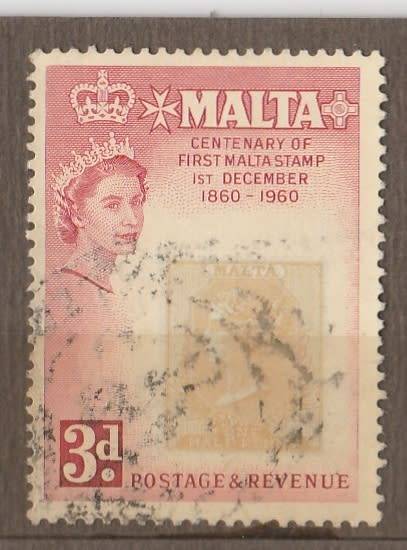 MALTA
CENTENARY OF
FIRST MALTA STAMP
1ST DECEMBER
1860 - 1960
MALTA
3d.
POSTAGE & REVENUE